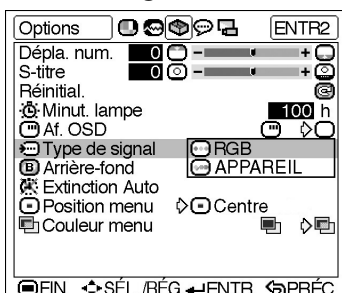 Options ENTR2
Dépla. num. 0 - +
S-titre 0 - +
Réinitial.
Minut. lampe 100 h
Af. OSD
Type de signal RGB
B Arrière-fond APPAREIL
Extinction Auto
Position menu Centre
Couleur menu
FIN SÉL./RÉG ENTR PRÉC